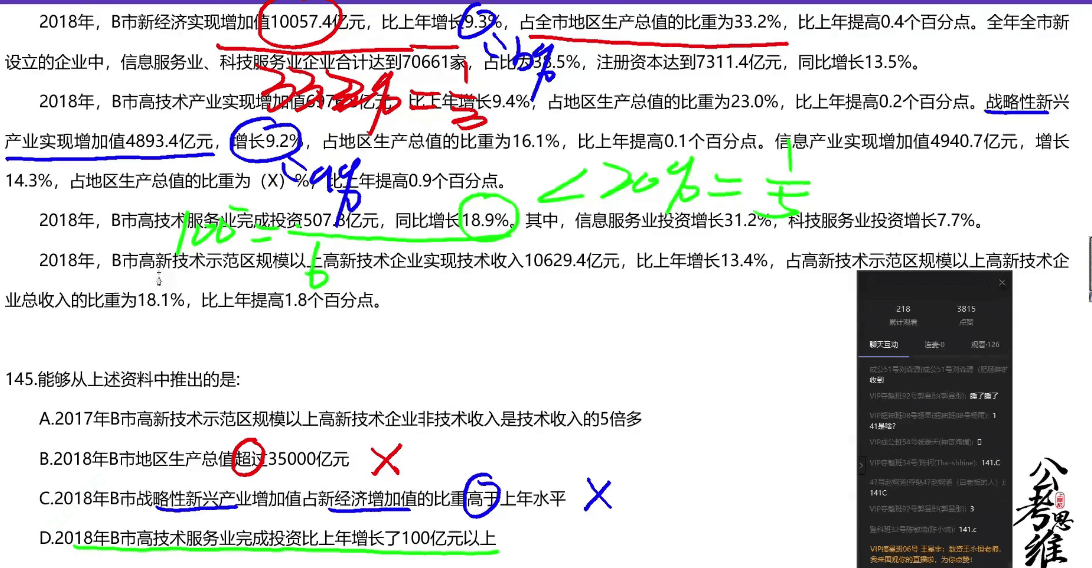 2018年，B市新经济实现增加值10057.4亿元，比上年增长9.3%，占全市地区生产总值的比重为33.2%，比上年提高0.4个百分点。全年全市新
设立的企业中，信息服务业、科技服务业企业合计达到70661家，占比为38.5%，注册资本达到7311.4亿元，同比增长13.5%。
2018年，B市高技术产业实现增加值亿元，比上年增长9.4%，占地区生产总值的比重为23.0%，比上年提高0.2个百分点。战略性新兴
产业实现增加值4893.4亿元，增长9.2%，占地区生产总值的比重为16.1%，比上年提高0.1个百分点。信息产业实现增加值4940.7亿元，增长
14.3%，占地区生产总值的比重为（X）%，比上年提高0.9个百分点。
2018年，B市高技术服务业完成投资507.8亿元，同比增长18.9%。其中，信息服务业投资增长31.2%，科技服务业投资增长7.7%。
2018年，B市高新技术示范区规模以上高新技术企业实现技术收入10629.4亿元，比上年增长13.4%，占高新技术示范区规模以上高新技术企
业总收入的比重为18.1%，比上年提高1.8个百分点。
33.2%=1/3
b%
a%
<20%=1/5
100=
6
145.能够从上述资料中推出的是:
A.2017年B市高新技术示范区规模以上高新技术企业非技术收入是技术收入的5倍多
B.2018年B市地区生产总值超过35000亿元
C.2018年B市战略性新兴产业增加值占新经济增加值的比重高于上年水平
D.2018年B市高技术服务业完成投资比上年增长了100亿元以上
218 3815
累计观看 点赞
聊天互动 连麦·0 观看·126
收到
141.C
141C
3
141.c
公考思维